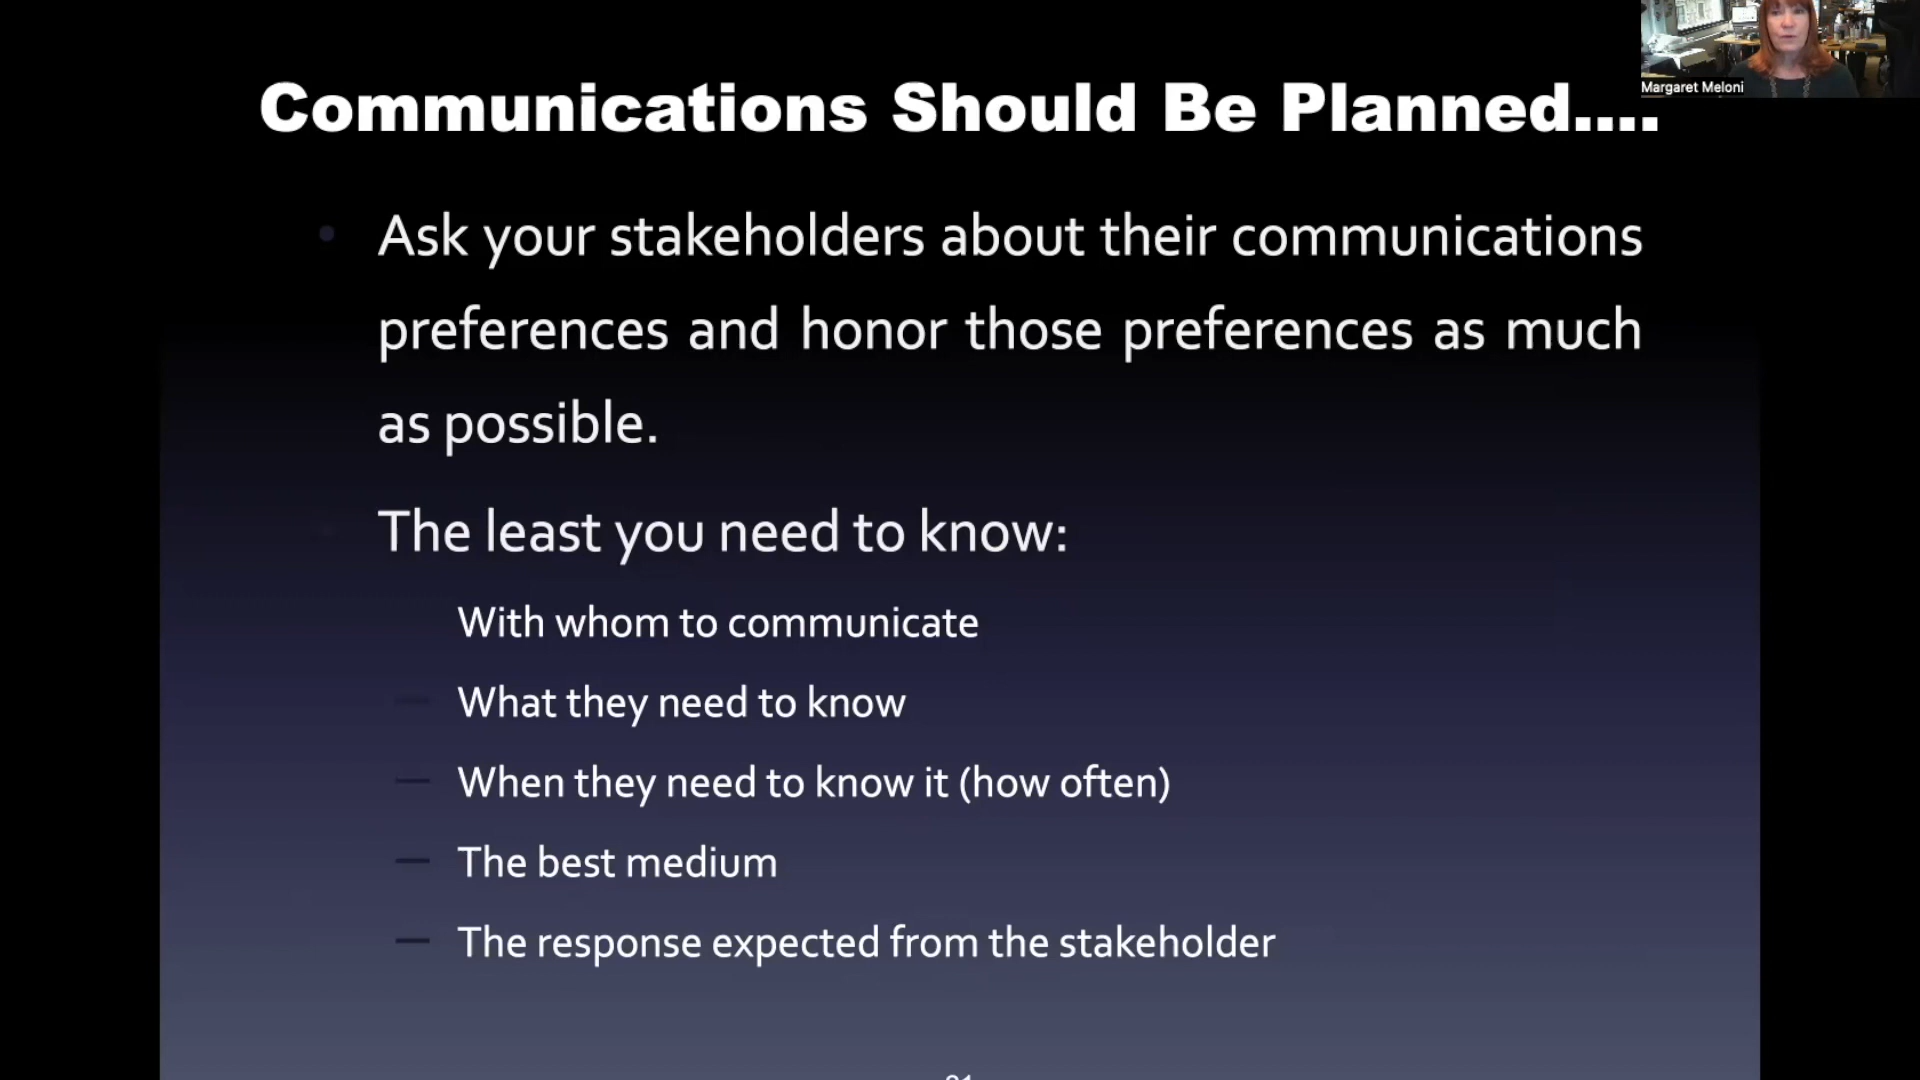 Communications Should Be Planned....
Margaret Meloni
Ask your stakeholders about their communications
preferences and honor those preferences as much
as possible.
The least you need to know:
With whom to communicate
— What they need to know
— When they need to know it (how often)
— The best medium
— The response expected from the stakeholder